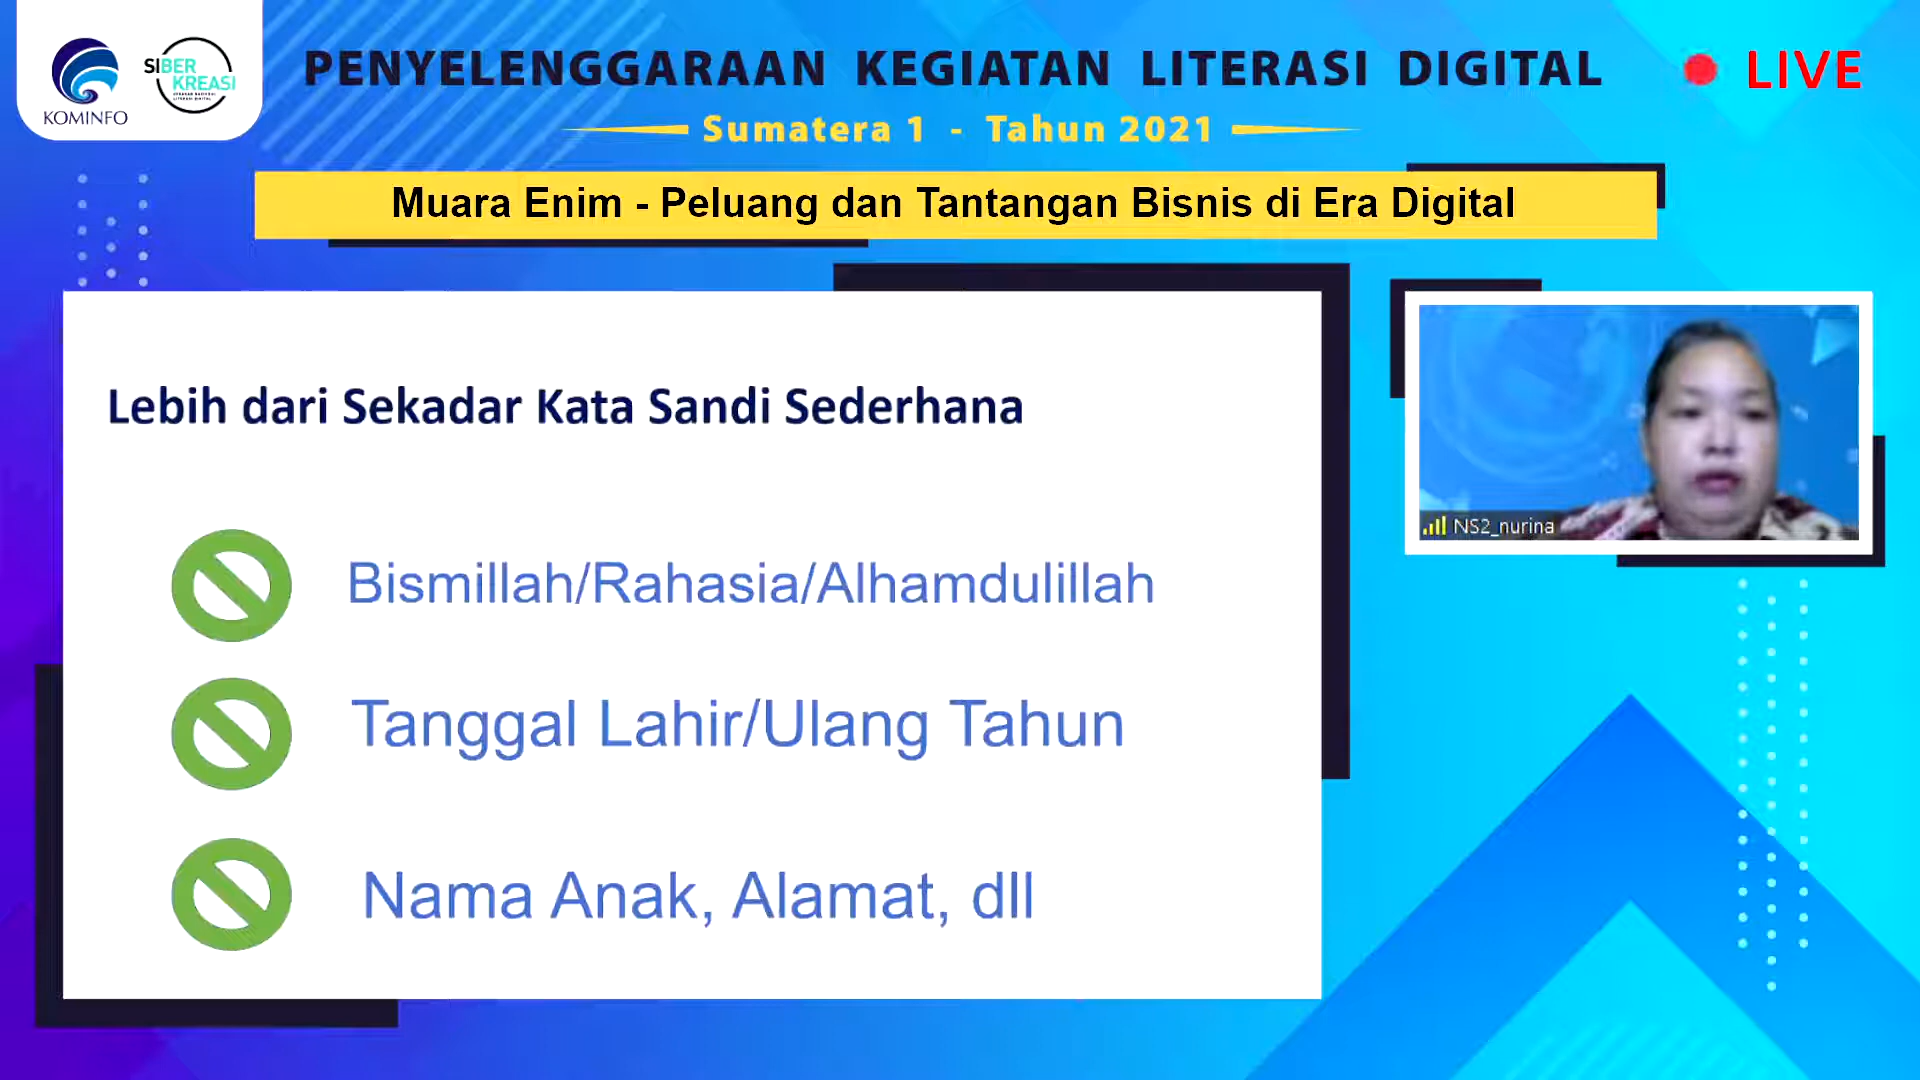 KOMINFO
SIBER
KREASI
PENYELENGGARAAN KEGIATAN LITERASI DIGITAL
LIVE
Sumatera 1 - Tahun 2021
Muara Enim - Peluang dan Tantangan Bisnis di Era Digital
Lebih dari Sekadar Kata Sandi Sederhana
Bismillah/Rahasia/Alhamdulillah
Tanggal Lahir/Ulang Tahun
Nama Anak, Alamat, dll
NS2_nurina